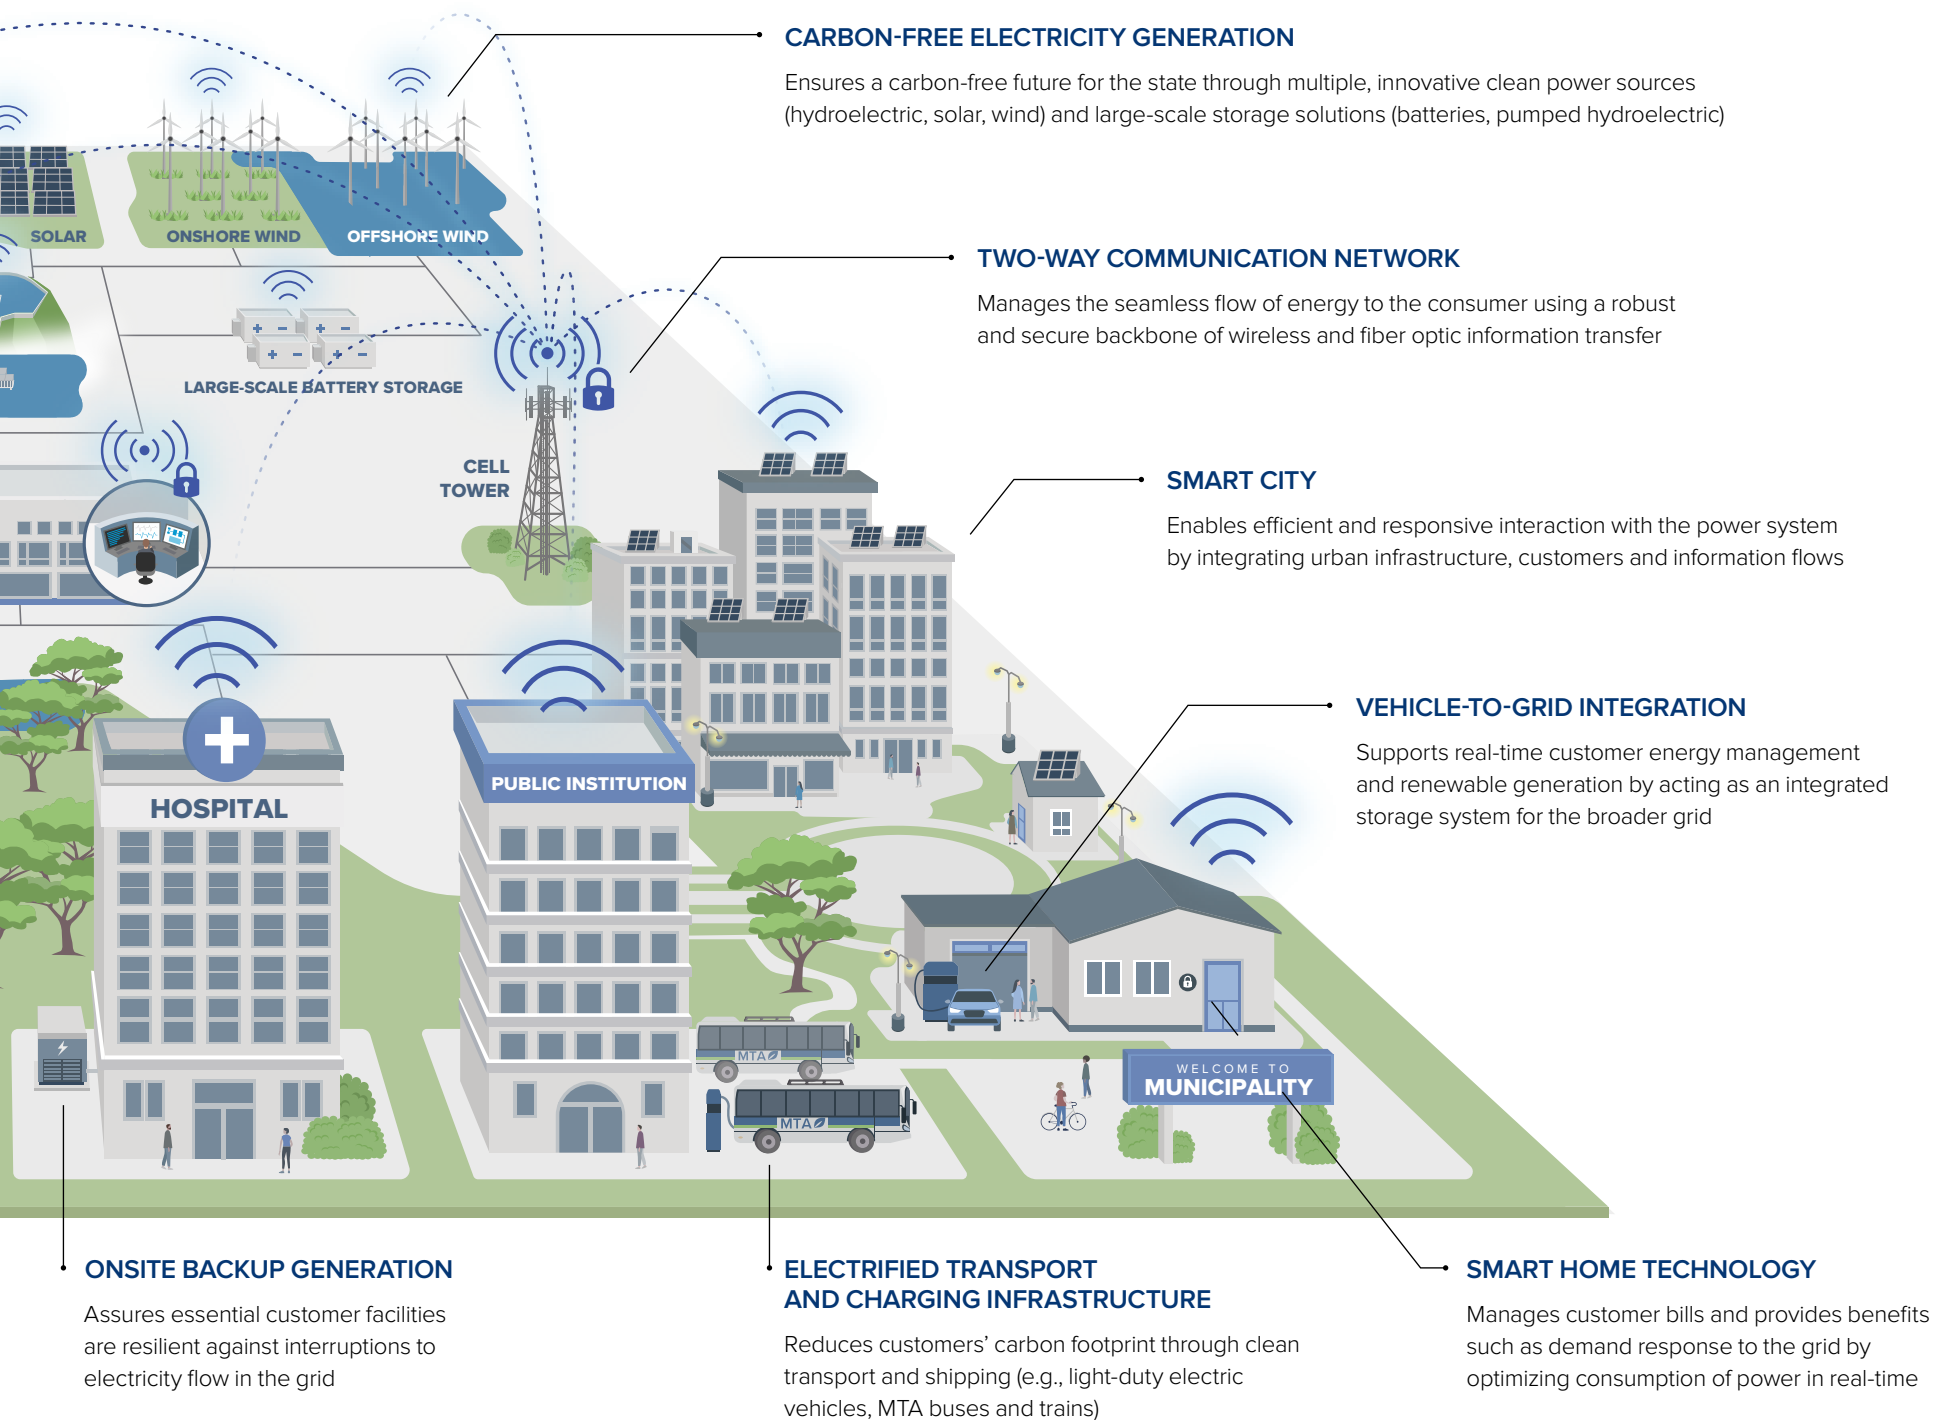 CARBON-FREE ELECTRICITY GENERATION
Ensures a carbon-free future for the state through multiple, innovative clean power sources
(hydroelectric, solar, wind) and large-scale storage solutions (batteries, pumped hydroelectric)
SOLAR
ONSHORE WIND
OFFSHORE WIND
TWO-WAY COMMUNICATION NETWORK
Manages the seamless flow of energy to the consumer using a robust
and secure backbone of wireless and fiber optic information transfer
LARGE-SCALE BATTERY STORAGE
CELL
TOWER
SMART CITY
Enables efficient and responsive interaction with the power system
by integrating urban infrastructure, customers and information flows
VEHICLE-TO-GRID INTEGRATION
Supports real-time customer energy management
and renewable generation by acting as an integrated
storage system for the broader grid
HOSPITAL
PUBLIC INSTITUTION
MTA
MTA
WELCOME TO
MUNICIPALITY
ONSITE BACKUP GENERATION
Assures essential customer facilities
are resilient against interruptions to
electricity flow in the grid
ELECTRIFIED TRANSPORT
AND CHARGING INFRASTRUCTURE
Reduces customers’ carbon footprint through clean
transport and shipping (e.g., light-duty electric
vehicles, MTA buses and trains)
SMART HOME TECHNOLOGY
Manages customer bills and provides benefits
such as demand response to the grid by
optimizing consumption of power in real-time